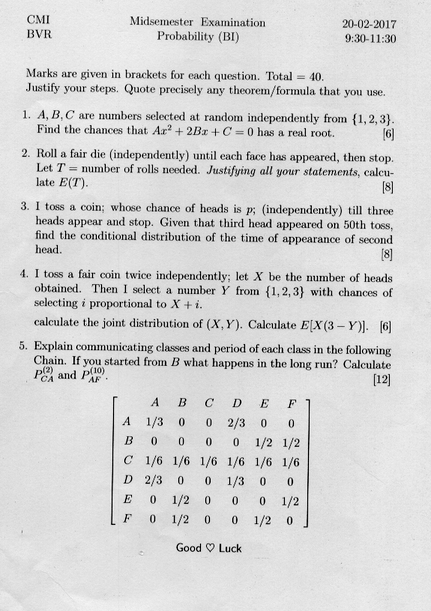 CMI Midsemester Examination 20-02-2017
BVR Probability (BI) 9:30-11:30
Marks are given in brackets for each question. Total = 40.
Justify your steps. Quote precisely any theorem/formula that you use.
1. A, B, C are numbers selected at random independently from {1, 2, 3}.
Find the chances that Ax² + 2Bx + C = 0 has a real root. [6]
2. Roll a fair die (independently) until each face has appeared, then stop.
Let T = number of rolls needed. Justifying all your statements, calcu-
late E(T). [8]
3. I toss a coin; whose chance of heads is p; (independently) till three
heads appear and stop. Given that third head appeared on 50th toss,
find the conditional distribution of the time of appearance of second
head. [8]
4. I toss a fair coin twice independently; let X be the number of heads
obtained. Then I select a number Y from {1, 2, 3} with chances of
selecting i proportional to X + i.
calculate the joint distribution of (X, Y). Calculate E[X(3 − Y)]. [6]
5. Explain communicating classes and period of each class in the following
Chain. If you started from B what happens in the long run? Calculate
P_{CA}^{(2)} and P_{AF}^{(10)}. [12]
A B C D E F
A 1/3 0 0 2/3 0 0
B 0 0 0 0 1/2 1/2
C 1/6 1/6 1/6 1/6 1/6 1/6
D 2/3 0 0 1/3 0 0
E 0 1/2 0 0 0 1/2
F 0 1/2 0 0 1/2 0
Good ♡ Luck